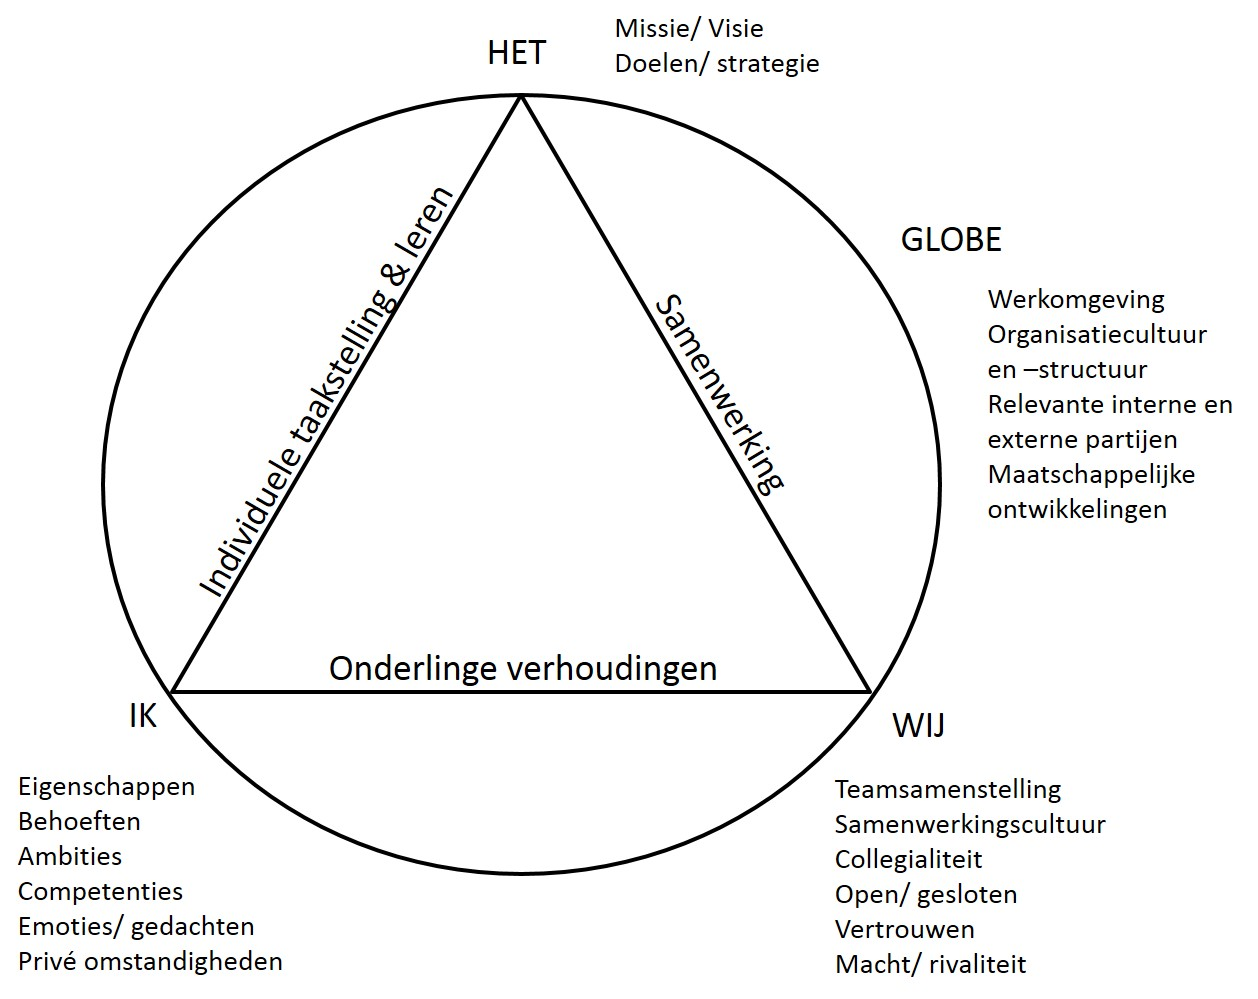 HET
Missie/ Visie
Doelen/ strategie
GLOBE
Werkomgeving
Organisatiecultuur
en –structuur
Relevante interne en
externe partijen
Maatschappelijke
ontwikkelingen
Individuele taakstelling & leren
Samenwerking
Onderlinge verhoudingen
IK
Eigenschappen
Behoeften
Ambities
Competenties
Emoties/ gedachten
Privé omstandigheden
WIJ
Teamsamenstelling
Samenwerkingscultuur
Collegialiteit
Open/ gesloten
Vertrouwen
Macht/ rivaliteit